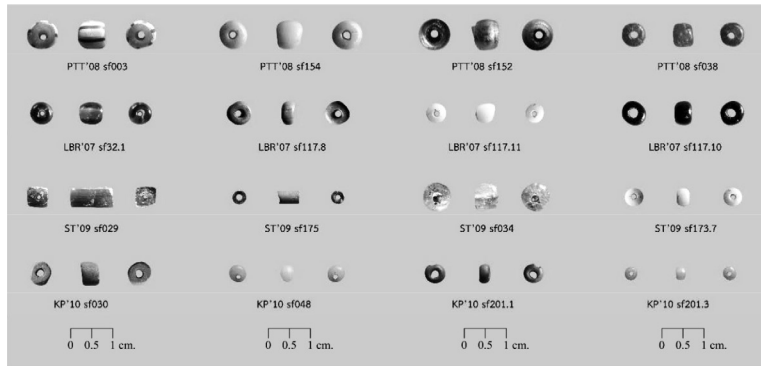 PTT'08 sf003 PTT'08 sf154 PTT'08 sf152 PTT'08 sf038
LBR'07 sf32.1 LBR'07 sf117.8 LBR'07 sf117.11 LBR'07 sf117.10
ST'09 sf029 ST'09 sf175 ST'09 sf034 ST'09 sf173.7
KP'10 sf030 KP'10 sf048 KP'10 sf201.1 KP'10 sf201.3
0 0.5 1 cm. 0 0.5 1 cm. 0 0.5 1 cm. 0 0.5 1 cm.